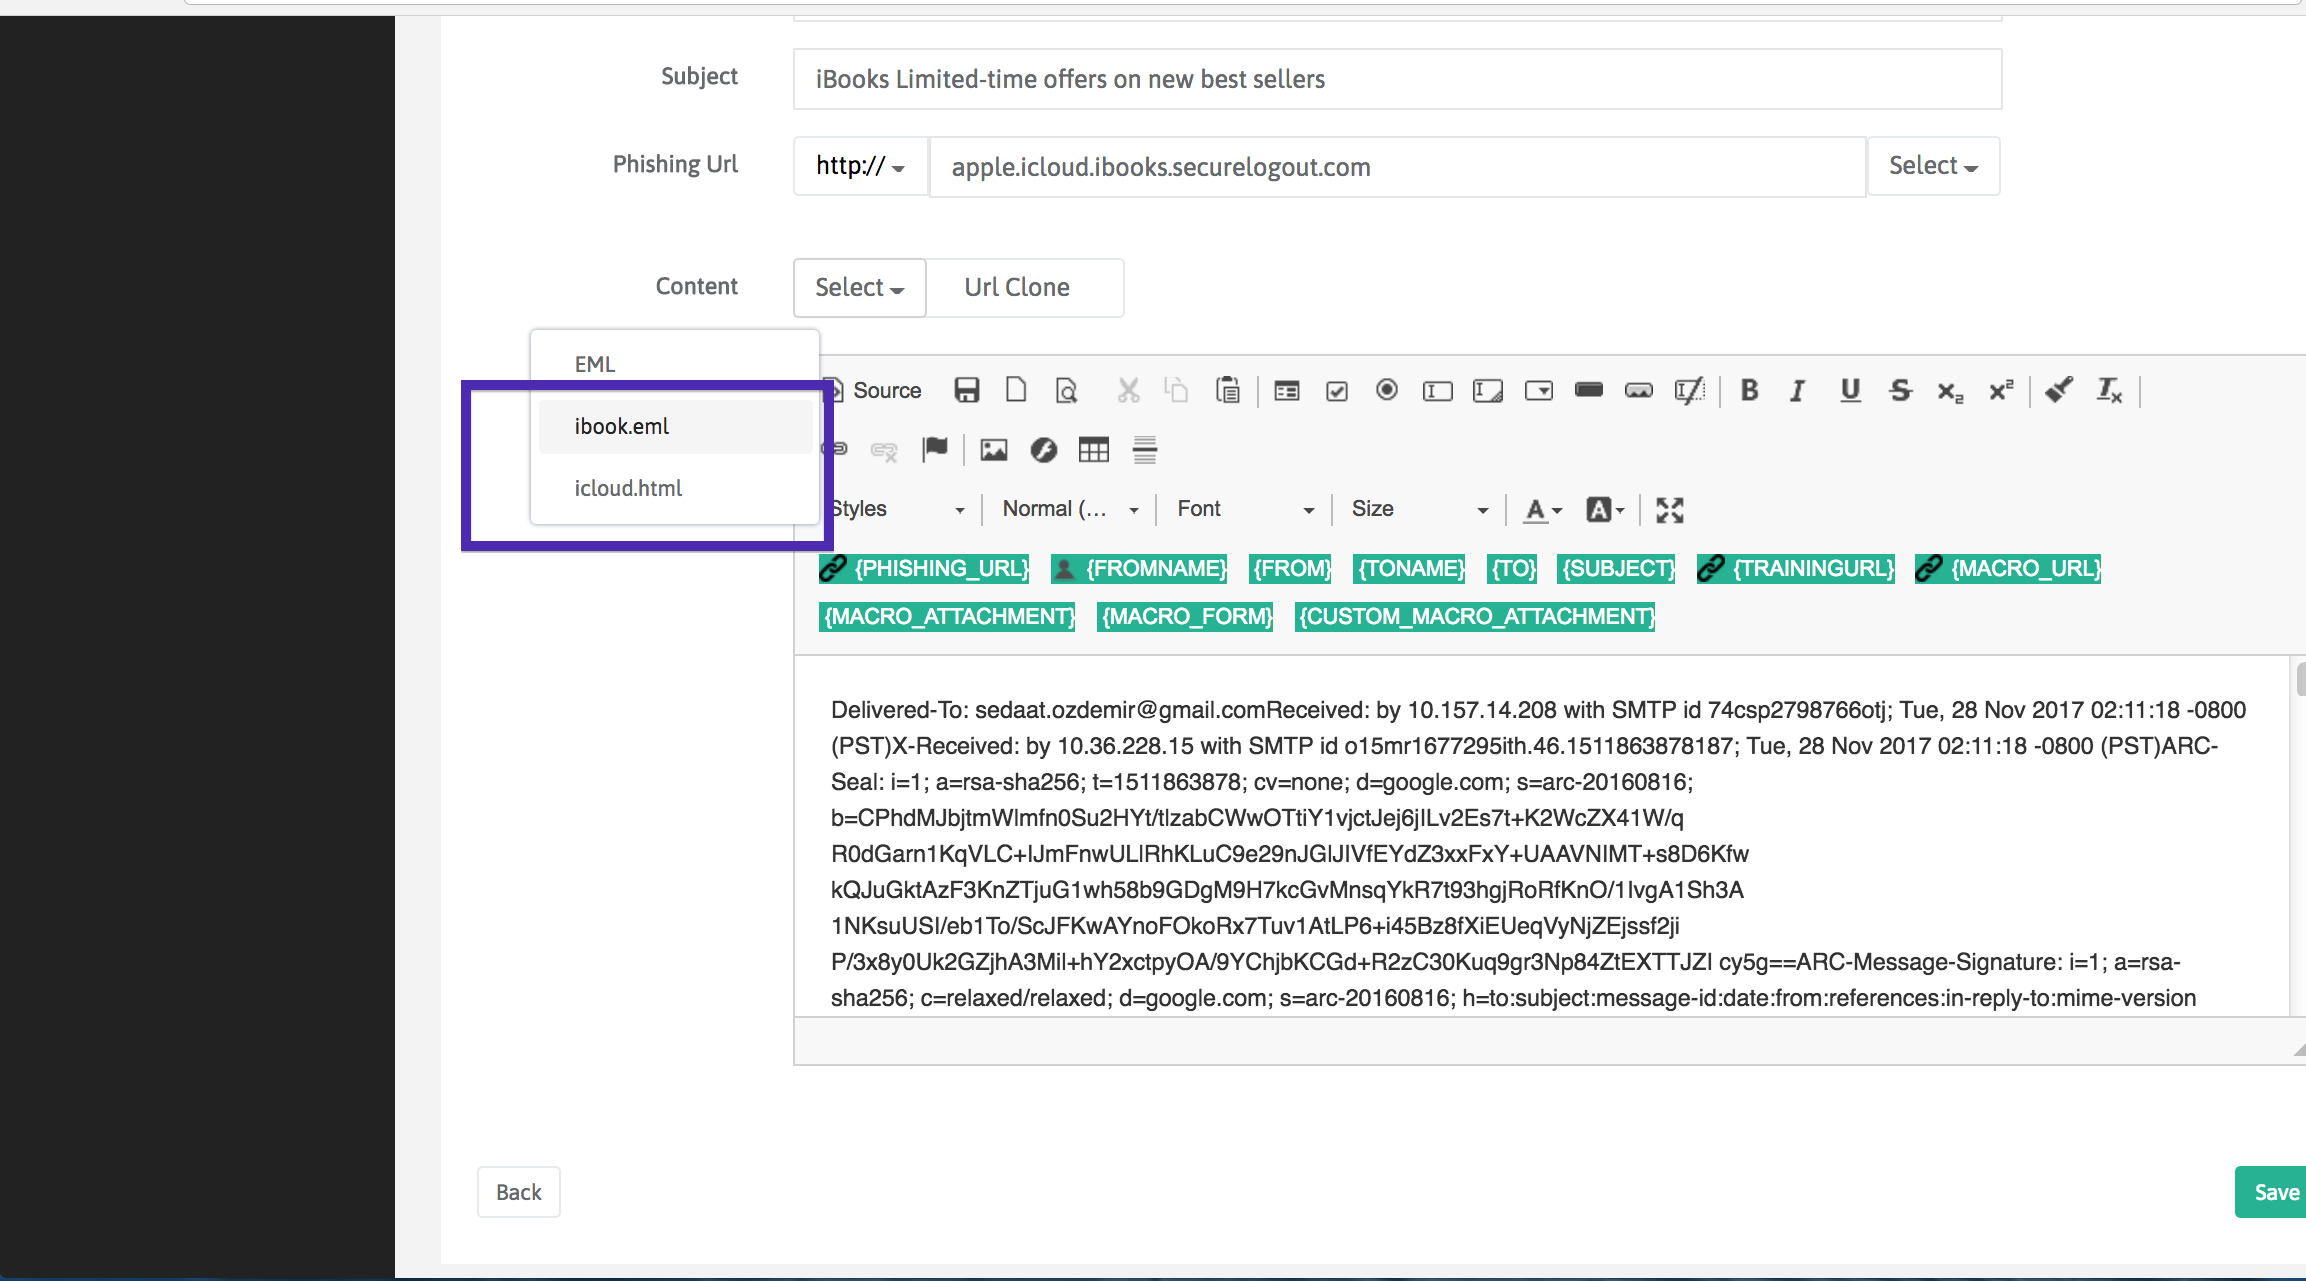 Subject
iBooks Limited-time offers on new best sellers
Phishing Url
http://
apple.icloud.ibooks.securelogout.com
Select
Content
Select
Url Clone
EML
ibook.eml
icloud.html
Source
Styles
Normal (...
Font
Size
{PHISHING_URL} {FROMNAME} {FROM} {TONAME} {TO} {SUBJECT} {TRAININGURL} {MACRO_URL}
{MACRO_ATTACHMENT} {MACRO_FORM} {CUSTOM_MACRO_ATTACHMENT}
Delivered-To: sedaat.ozdemir@gmail.comReceived: by 10.157.14.208 with SMTP id 74csp2798766otj; Tue, 28 Nov 2017 02:11:18 -0800
(PST)X-Received: by 10.36.228.15 with SMTP id o15mr1677295ith.46.1511863878187; Tue, 28 Nov 2017 02:11:18 -0800 (PST)ARC-
Seal: i=1; a=rsa-sha256; t=1511863878; cv=none; d=google.com; s=arc-20160816;
b=CPhdMJbjtmWlmfn0Su2HYt/tlzabCWwOTtiY1vjctJej6jILv2Es7t+K2WcZX41W/q
R0dGarn1KqVLC+lJmFnwULlRhKLuC9e29nJGlJIVfEYdZ3xxFxY+UAAVNIMT+s8D6Kfw
kQJuGktAzF3KnZTjuG1wh58b9GDgM9H7kcGvMnsqYkR7t93hgjRoRfKnO/1lvgA1Sh3A
1NKsuUSI/eb1To/ScJFKwAYnoFOkoRx7Tuv1AtLP6+i45Bz8fXiEUeqVyNjZEjssf2ji
P/3x8y0Uk2GZjhA3Mil+hY2xctpyOA/9YChjbKCGd+R2zC30Kuq9gr3Np84ZtEXTTJZI cy5g==ARC-Message-Signature: i=1; a=rsa-
sha256; c=relaxed/relaxed; d=google.com; s=arc-20160816; h=to:subject:message-id:date:from:references:in-reply-to:mime-version
Back
Save